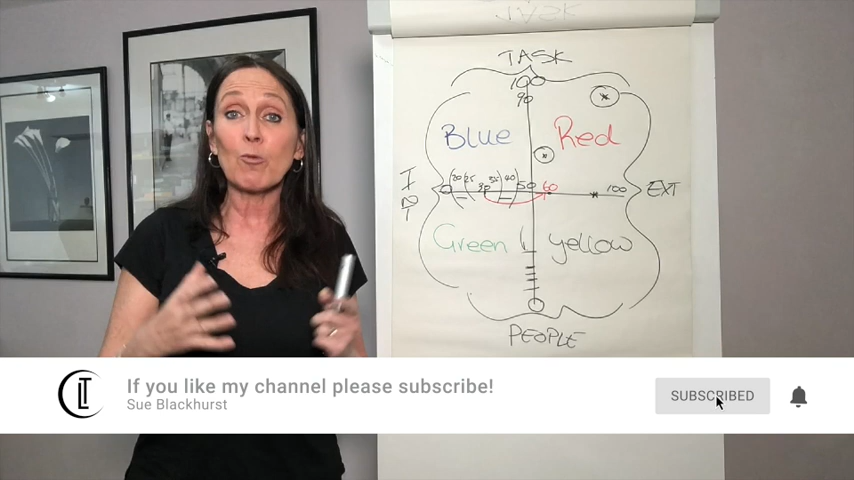 TASK
100
90
Blue
Red
INT
20 25 30 35 40 50 60 100
EXT
Green
yellow
PEOPLE
If you like my channel please subscribe!
Sue Blackhurst
SUBSCRIBED